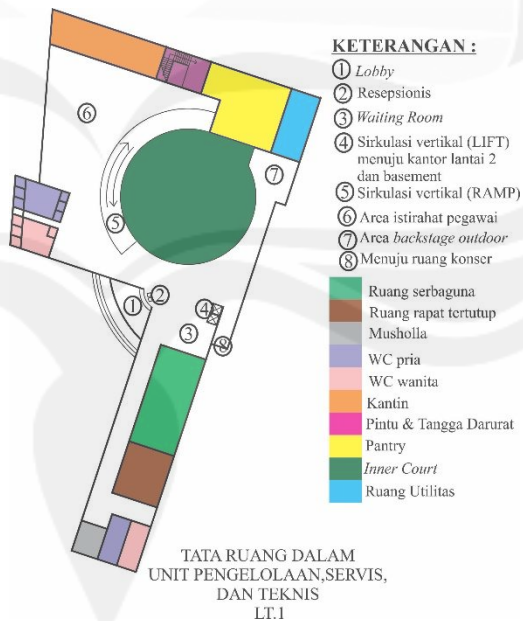 KETERANGAN :
① Lobby
② Resepsionis
③ Waiting Room
④ Sirkulasi vertikal (LIFT)
menuju kantor lantai 2
dan basement
⑤ Sirkulasi vertikal (RAMP)
⑥ Area istirahat pegawai
⑦ Area backstage outdoor
⑧ Menuju ruang konser
Ruang serbaguna
Ruang rapat tertutup
Musholla
WC pria
WC wanita
Kantin
Pintu & Tangga Darurat
Pantry
Inner Court
Ruang Utilitas
⑥
⑦
⑤
①
②
④
③
⑧
TATA RUANG DALAM
UNIT PENGELOLAAN,SERVIS,
DAN TEKNIS
LT.1